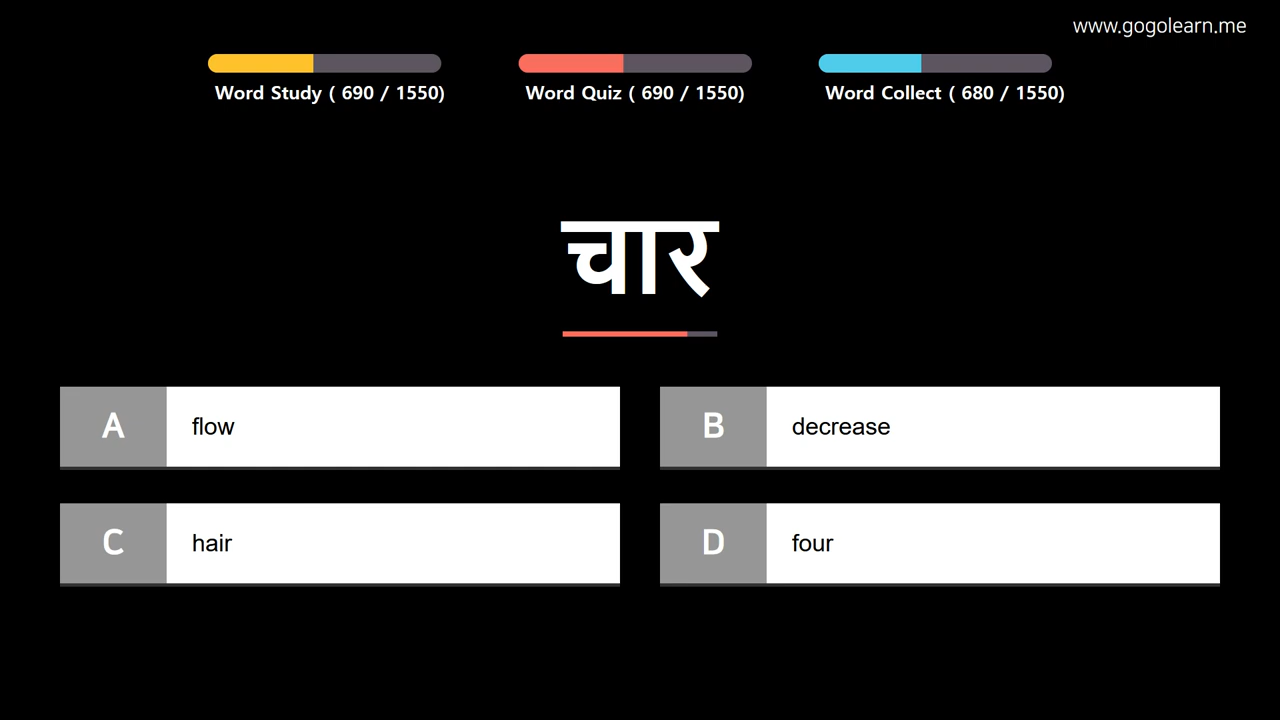 www.gogolearn.me
Word Study ( 690 / 1550)
Word Quiz ( 690 / 1550)
Word Collect ( 680 / 1550)
चार
A flow
B decrease
C hair
D four